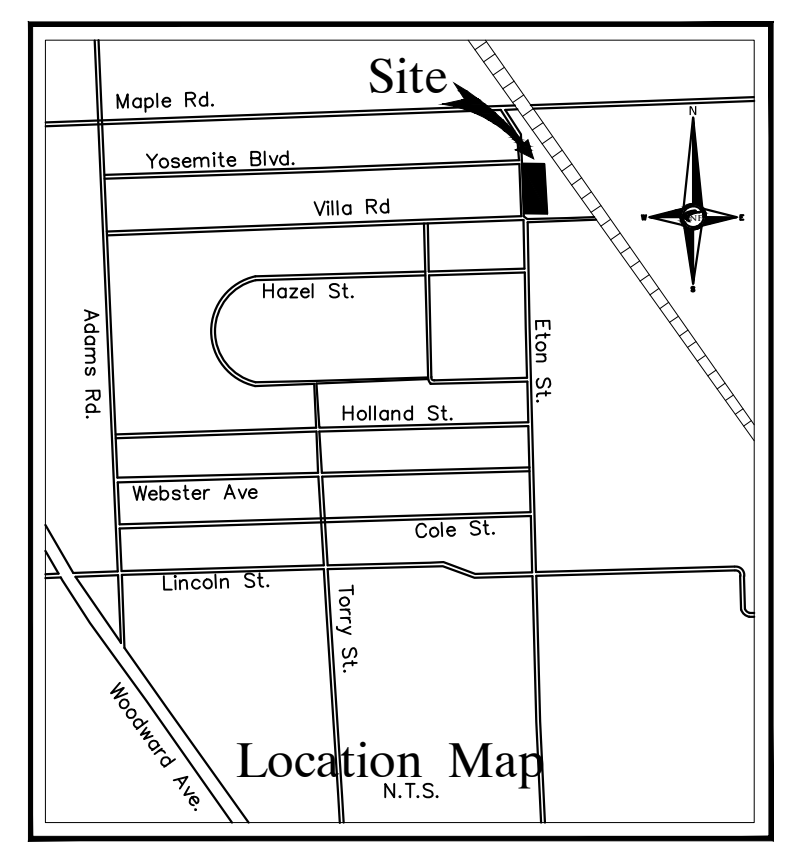 Site
Maple Rd.
N
Yosemite Blvd.
Villa Rd
W
E
S
Hazel St.
Adams Rd.
Eton St.
Holland St.
Webster Ave
Cole St.
Lincoln St.
Torry St.
Woodward Ave.
Location Map
N.T.S.